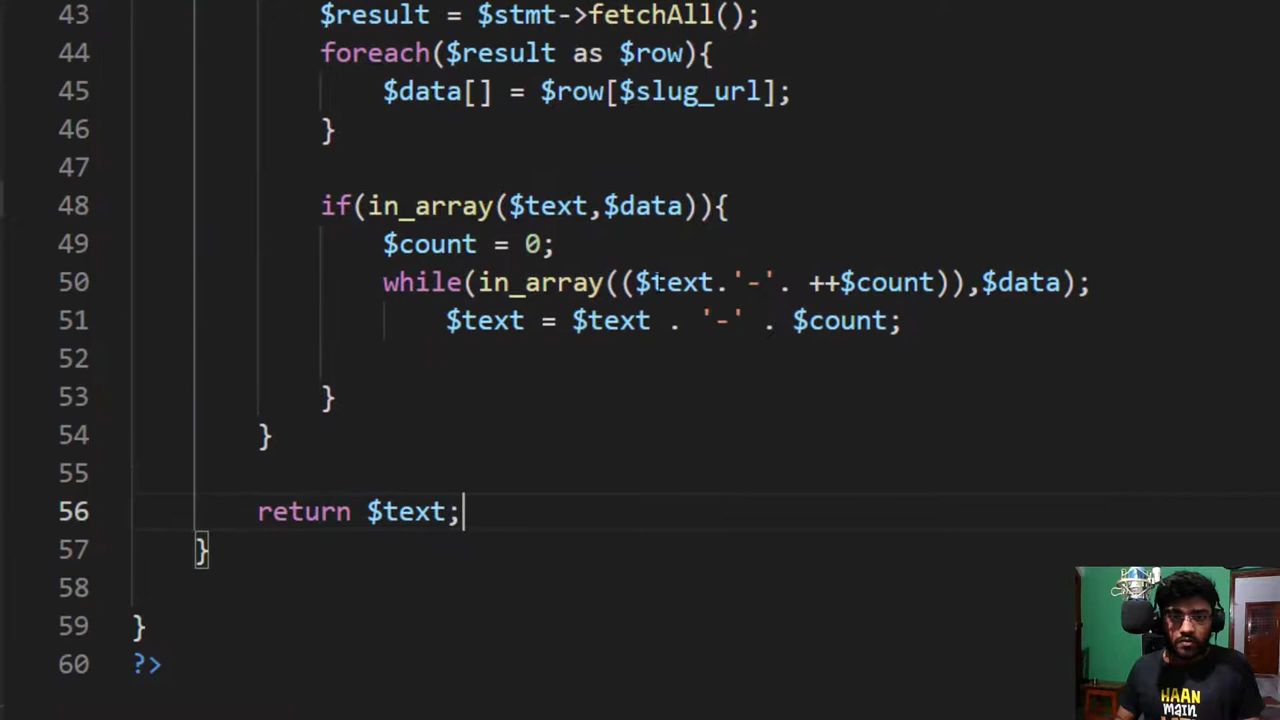 43 $result = $stmt->fetchAll();
44 foreach($result as $row){
45 $data[] = $row[$slug_url];
46 }
47
48 if(in_array($text,$data)){
49 $count = 0;
50 while(in_array(($text.'-'. ++$count)),$data);
51 $text = $text . '-' . $count;
52
53 }
54 }
55
56 return $text;
57 }
58
59 }
60 ?>
HAAN
main